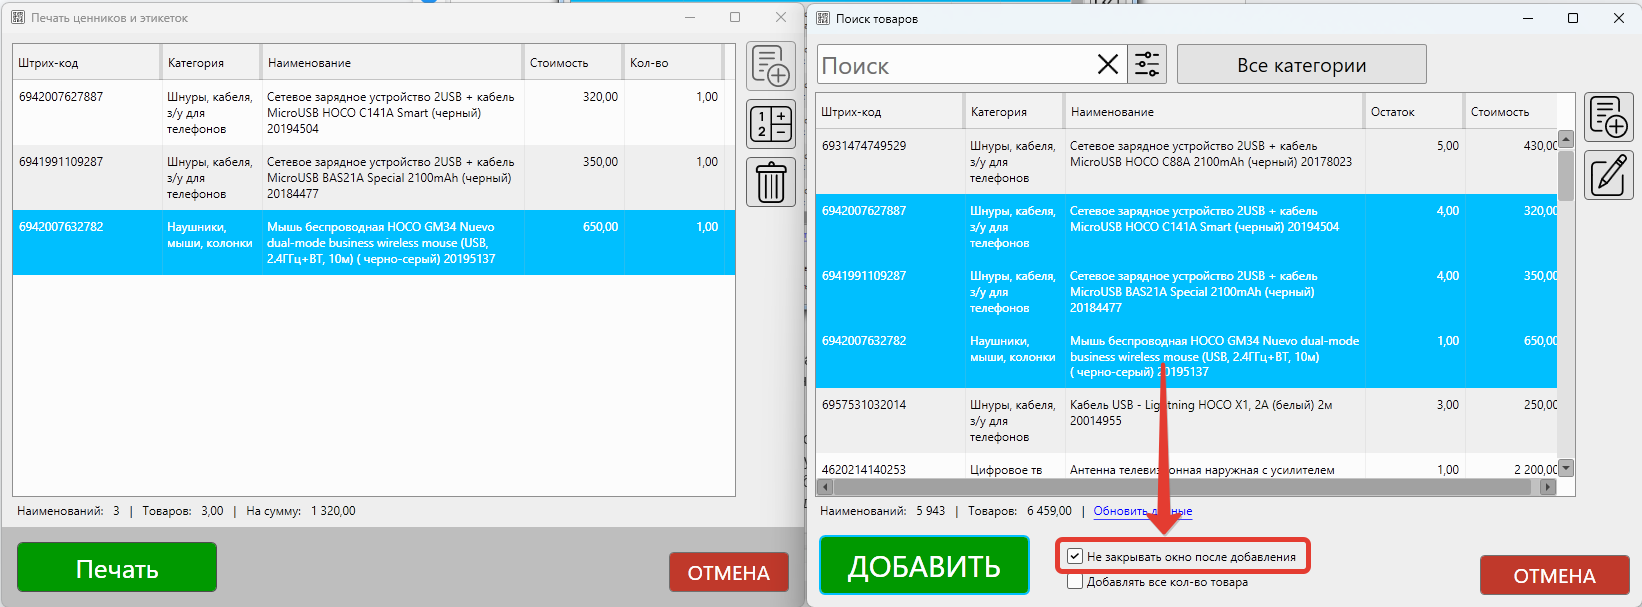 Печать ценников и этикеток
Штрих-код Категория Наименование Стоимость Кол-во
6942007627887 Шнуры, кабеля, Сетевое зарядное устройство 2USB + кабель 320,00 1,00
з/у для MicroUSB HOCO C141A Smart (черный)
телефонов 20194504
6941991109287 Шнуры, кабеля, Сетевое зарядное устройство 2USB + кабель 350,00 1,00
з/у для MicroUSB BAS21A Special 2100mAh (черный)
телефонов 20184477
6942007632782 Наушники, Мышь беспроводная HOCO GM34 Nuevo 650,00 1,00
мыши, колонки dual-mode business wireless mouse (USB,
2.4ГГц+BT, 10м) ( черно-серый) 20195137
Наименований: 3 | Товаров: 3,00 | На сумму: 1 320,00
Печать
ОТМЕНА
1 +
2 −
Поиск товаров
Поиск
Все категории
Штрих-код Категория Наименование Остаток Стоимость
6931474749529 Шнуры, кабеля, Сетевое зарядное устройство 2USB + кабель 5,00 430,00
з/у для MicroUSB HOCO C88A 2100mAh (черный) 20178023
телефонов
6942007627887 Шнуры, кабеля, Сетевое зарядное устройство 2USB + кабель 4,00 320,00
з/у для MicroUSB HOCO C141A Smart (черный) 20194504
телефонов
6941991109287 Шнуры, кабеля, Сетевое зарядное устройство 2USB + кабель 4,00 350,00
з/у для MicroUSB BAS21A Special 2100mAh (черный)
телефонов 20184477
6942007632782 Наушники, Мышь беспроводная HOCO GM34 Nuevo dual-mode 1,00 650,00
мыши, колонки business wireless mouse (USB, 2.4ГГц+BT, 10м)
( черно-серый) 20195137
6957531032014 Шнуры, кабеля, Кабель USB - Lightning HOCO X1, 2A (белый) 2м 3,00 250,00
з/у для 20014955
телефонов
4620214140253 Цифровое тв Антенна телевизионная наружная с усилителем 1,00 2 200,00
Наименований: 5 943 | Товаров: 6 459,00 | Обновить данные
ДОБАВИТЬ
Не закрывать окно после добавления
Добавлять все кол-во товара
ОТМЕНА